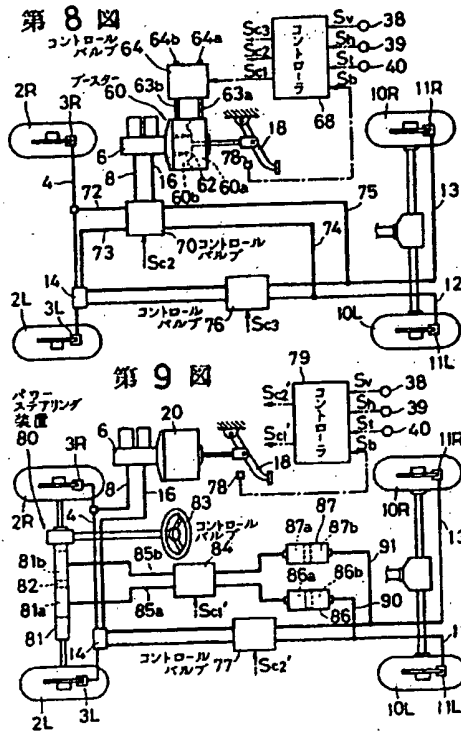 第8図
コントロール
バルブ
64
64b
64a
Sc3
Sc2
Sc1
コントローラ
68
Sv
Sh
St
Sb
38
39
40
ブースター
60
63b
63a
2R
3R
6
4
8
16
60b
60a
62
18
78
10R
11R
72
73
70
コントロール
バルブ
Sc2
75
74
13
14
コントロール
バルブ
76
Sc3
12
2L
3L
10L
11L
第9図
79
コントローラ
Sc2'
Sc1'
Sv
Sh
St
Sb
38
39
40
パワー
ステアリング
装置
80
3R
6
20
18
78
2R
8
4
16
83
コントロール
バルブ
84
87a
87
87b
86a
86b
86
91
90
10R
11R
13
81b
82
81a
81
85b
85a
Sc1'
14
コントロール
バルブ
77
Sc2'
12
2L
3L
10L
11L